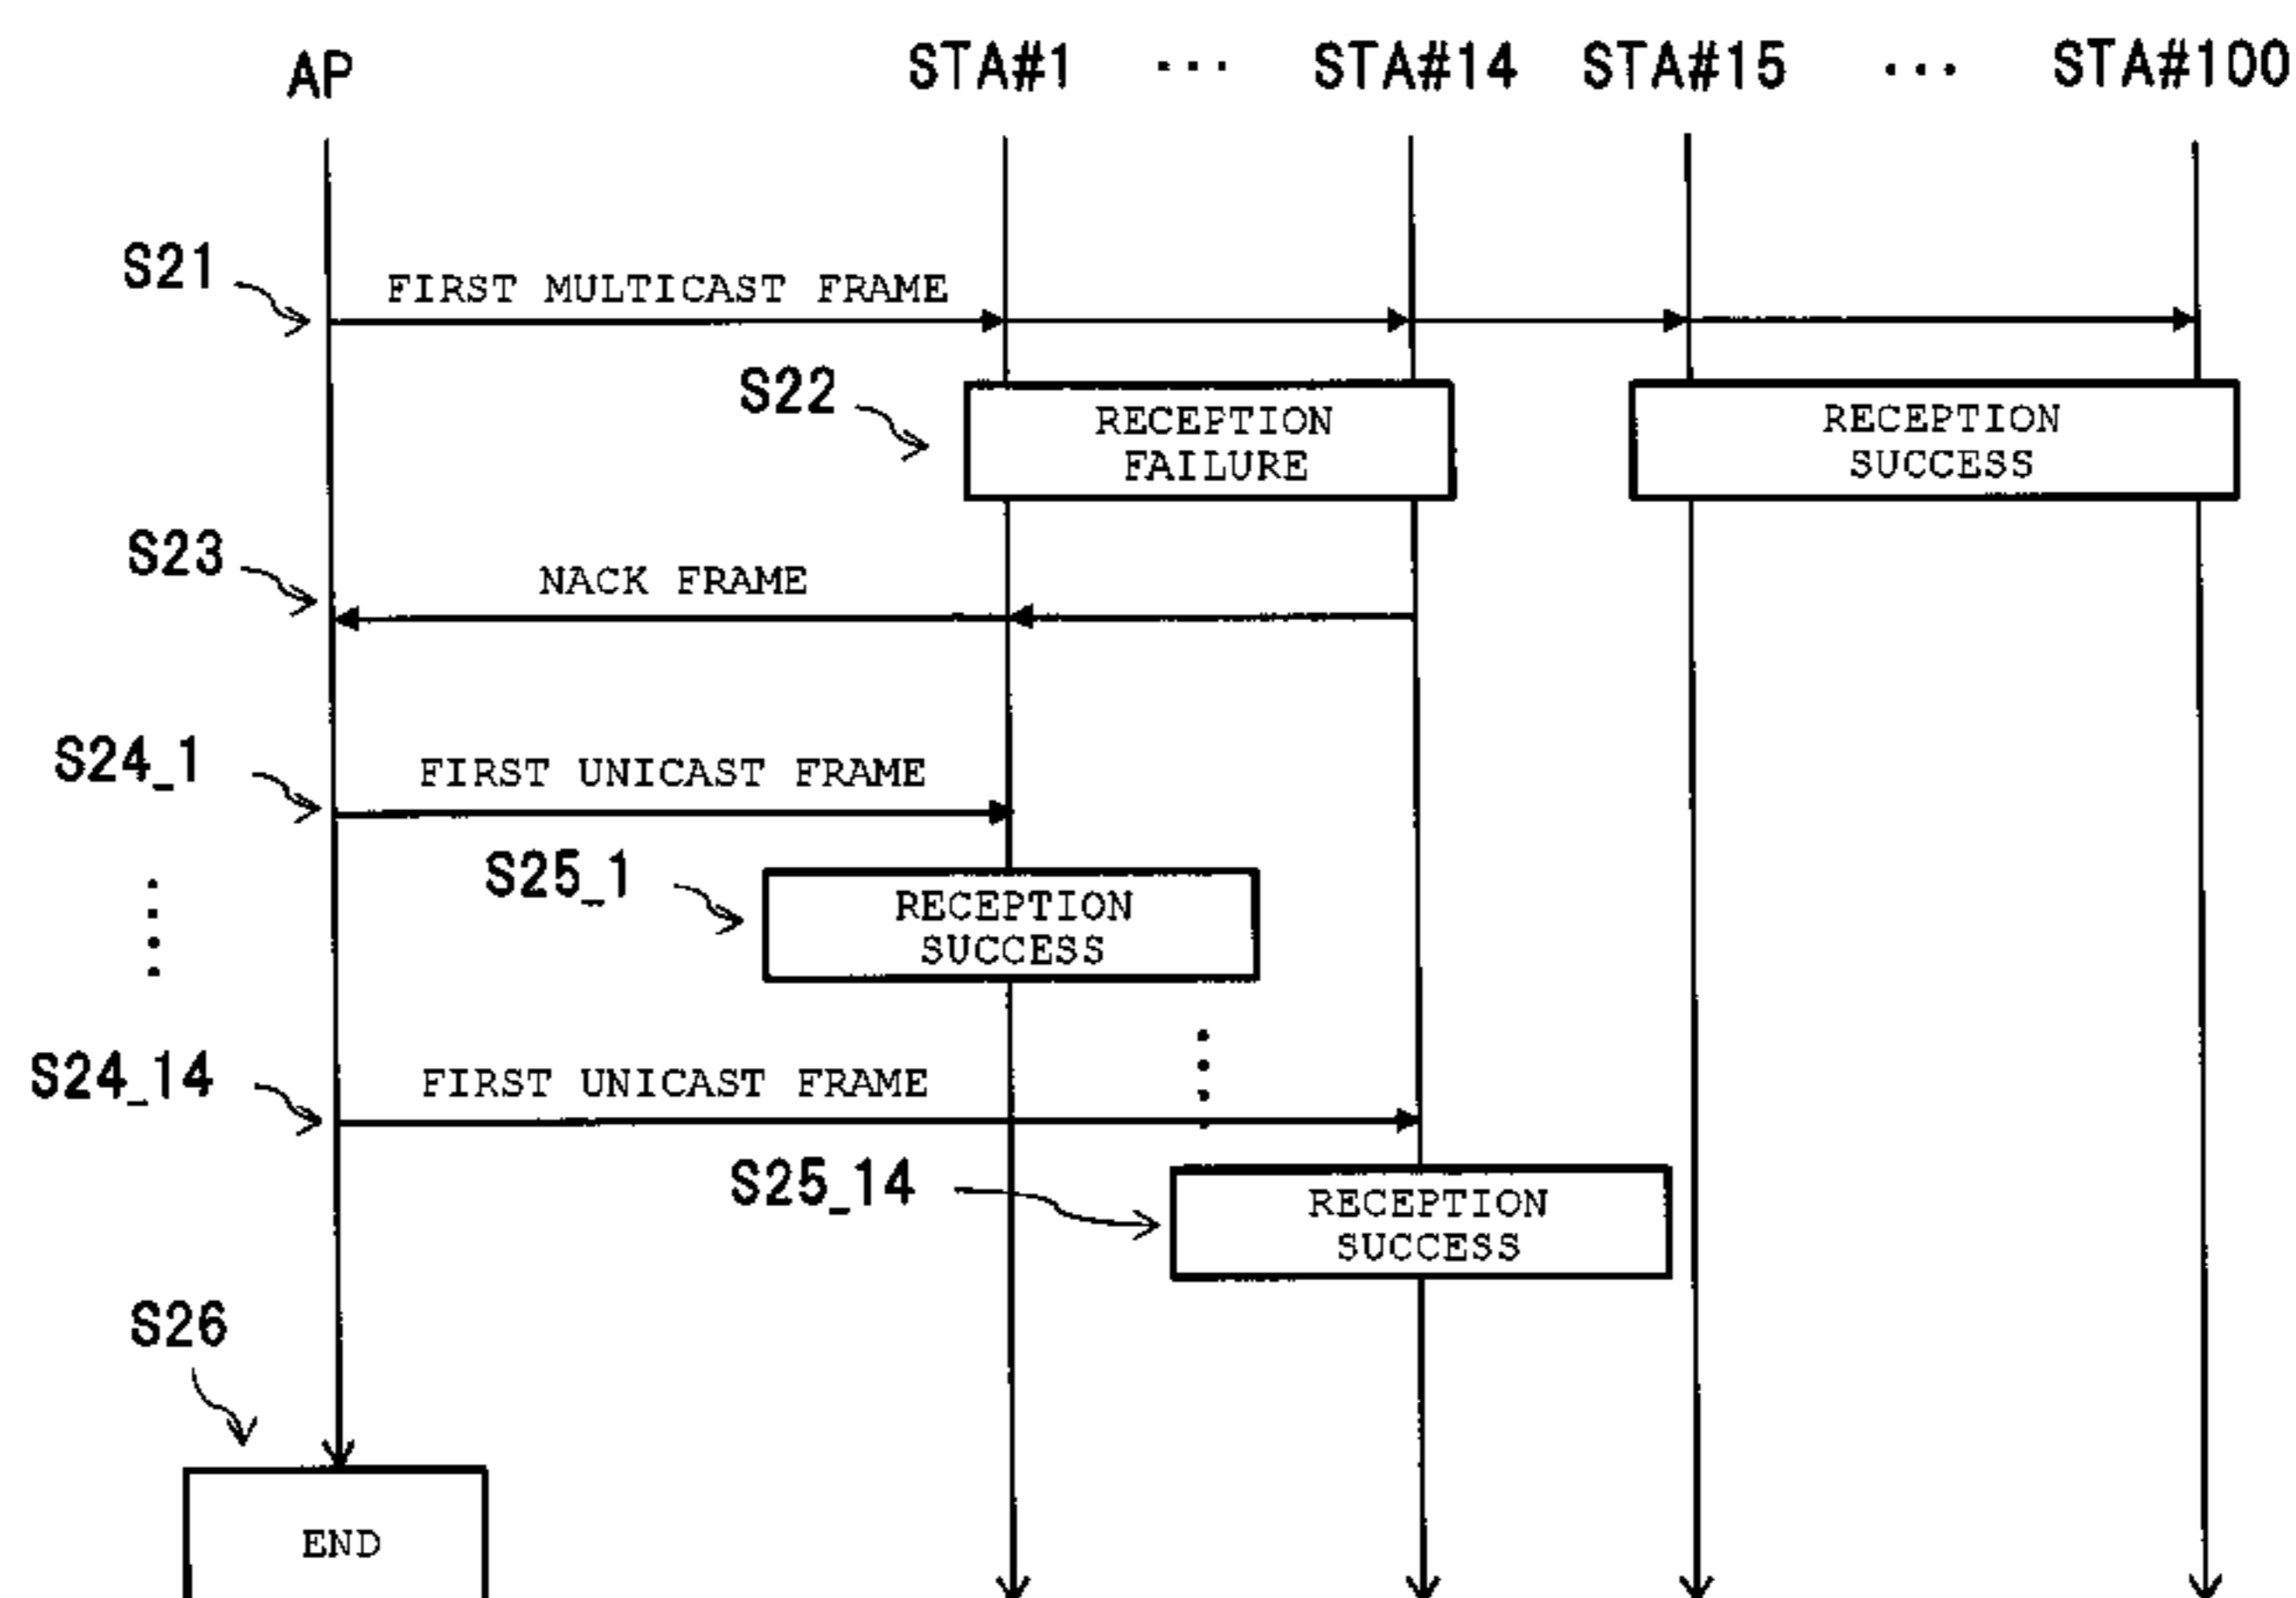 AP STA#1 ... STA#14 STA#15 ... STA#100
S21
FIRST MULTICAST FRAME
S22
RECEPTION
FAILURE
RECEPTION
SUCCESS
S23
NACK FRAME
S24_1
FIRST UNICAST FRAME
S25_1
RECEPTION
SUCCESS
S24_14
FIRST UNICAST FRAME
S25_14
RECEPTION
SUCCESS
S26
END